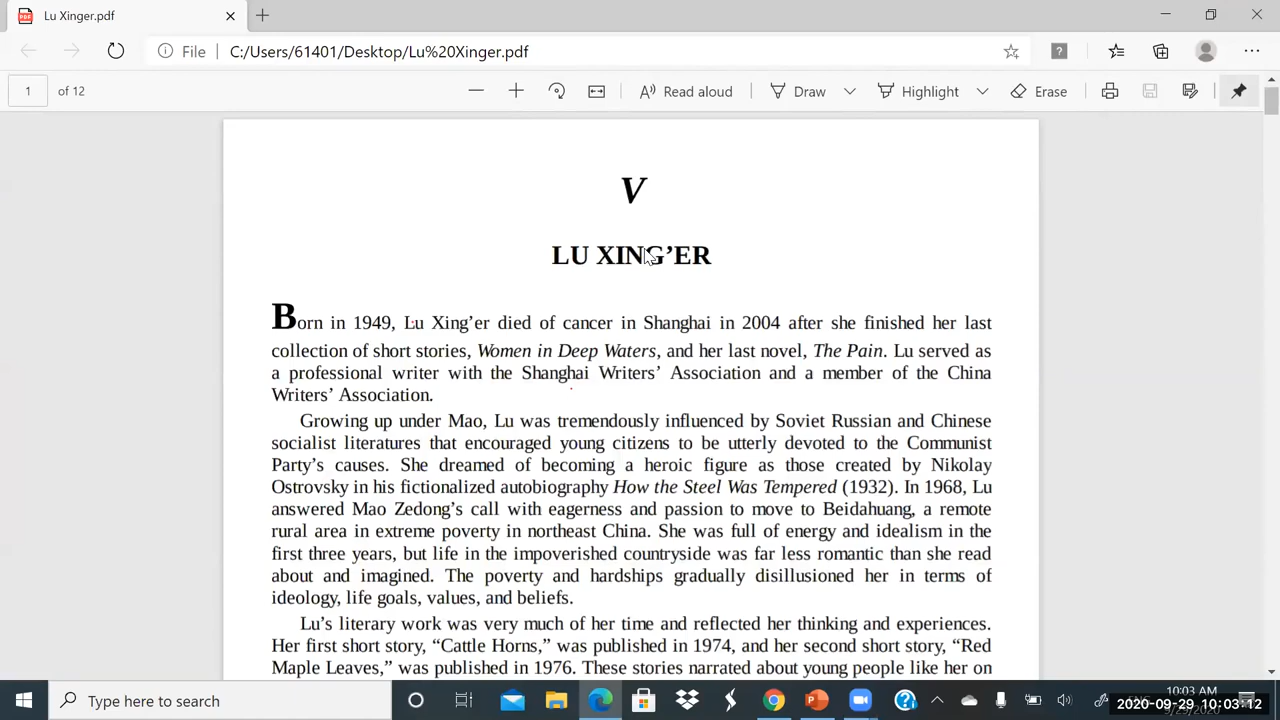 Lu Xinger.pdf
File
C:/Users/61401/Desktop/Lu%20Xinger.pdf
1 of 12
Read aloud
Draw
Highlight
Erase
V
LU XING’ER
Born in 1949, Lu Xing’er died of cancer in Shanghai in 2004 after she finished her last
collection of short stories, Women in Deep Waters, and her last novel, The Pain. Lu served as
a professional writer with the Shanghai Writers’ Association and a member of the China
Writers’ Association.
Growing up under Mao, Lu was tremendously influenced by Soviet Russian and Chinese
socialist literatures that encouraged young citizens to be utterly devoted to the Communist
Party’s causes. She dreamed of becoming a heroic figure as those created by Nikolay
Ostrovsky in his fictionalized autobiography How the Steel Was Tempered (1932). In 1968, Lu
answered Mao Zedong’s call with eagerness and passion to move to Beidahuang, a remote
rural area in extreme poverty in northeast China. She was full of energy and idealism in the
first three years, but life in the impoverished countryside was far less romantic than she read
about and imagined. The poverty and hardships gradually disillusioned her in terms of
ideology, life goals, values, and beliefs.
Lu’s literary work was very much of her time and reflected her thinking and experiences.
Her first short story, “Cattle Horns,” was published in 1974, and her second short story, “Red
Maple Leaves,” was published in 1976. These stories narrated about young people like her on
Type here to search
10:03 AM
2020-09-29 10:03:12